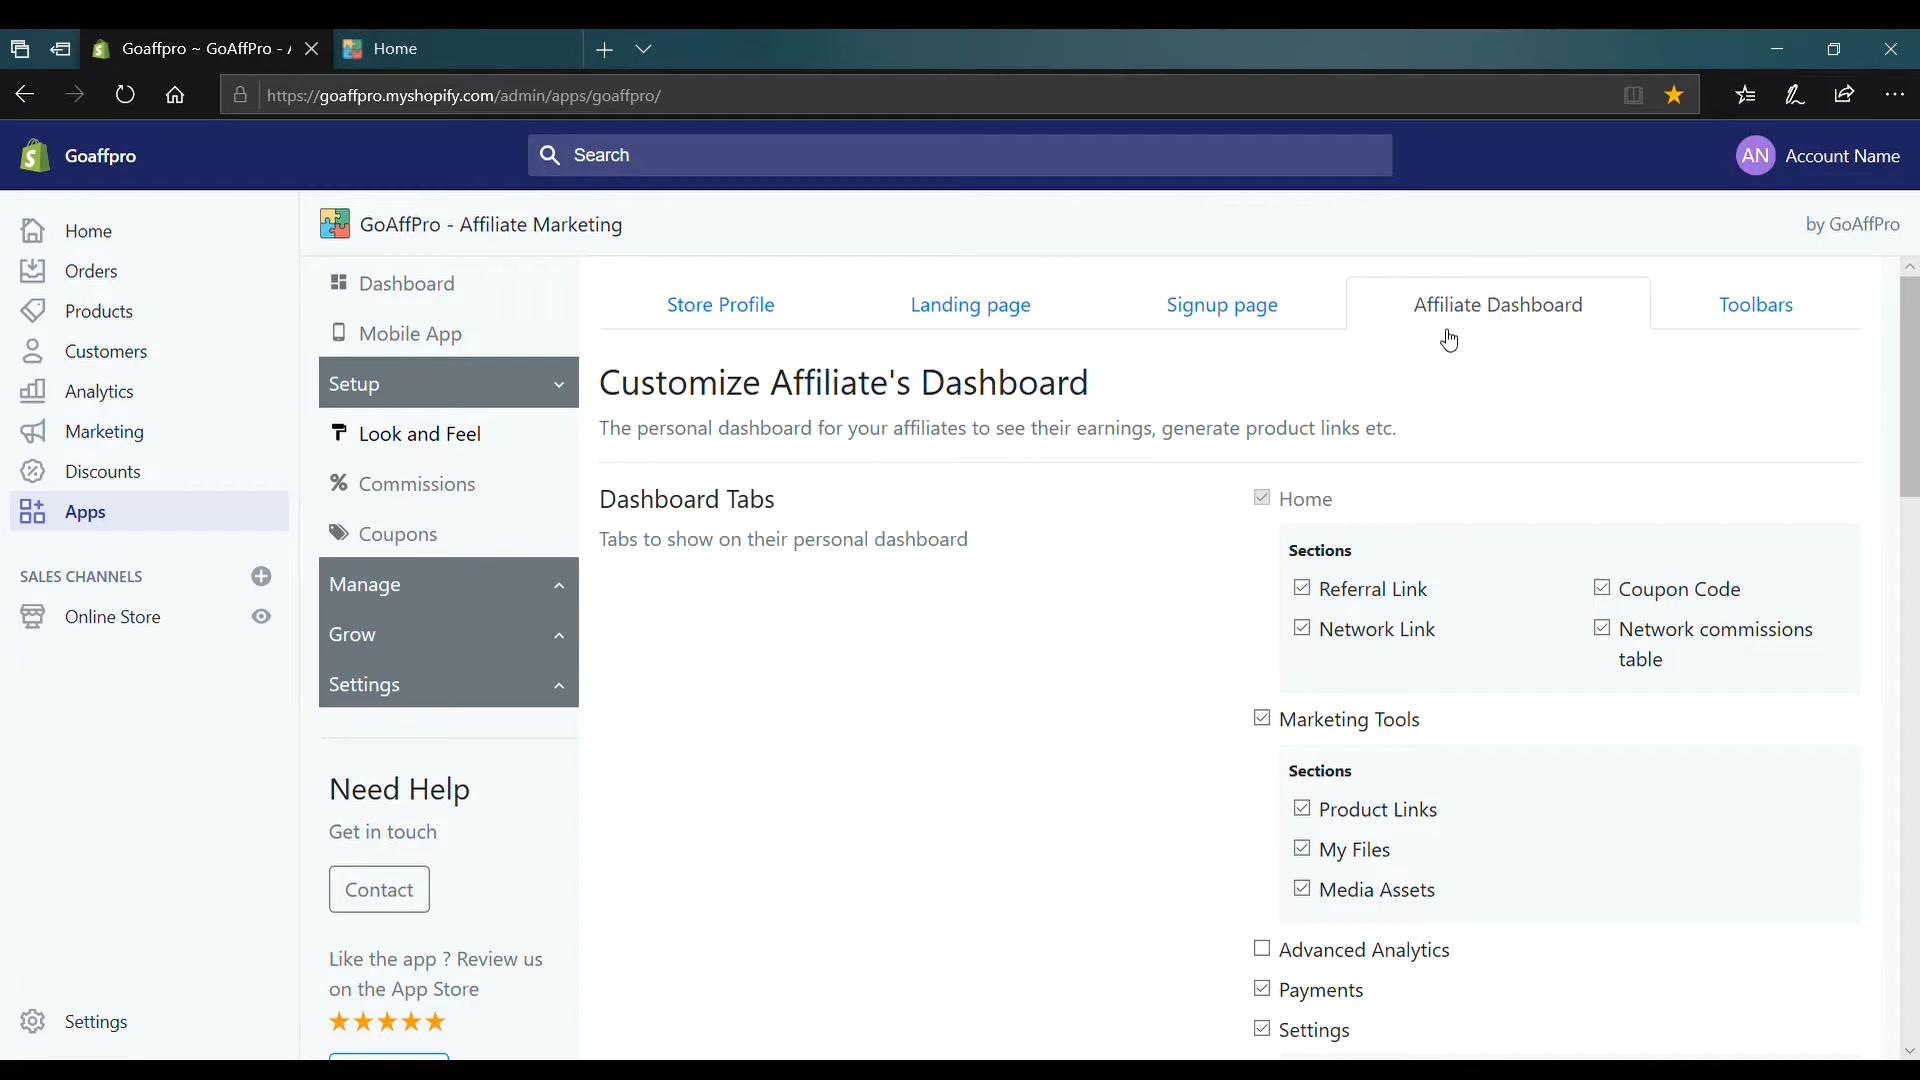 Goaffpro ~ GoAffPro - A
Home
https://goaffpro.myshopify.com/admin/apps/goaffpro/
Goaffpro
Search
AN Account Name
Home
Orders
Products
Customers
Analytics
Marketing
Discounts
Apps
SALES CHANNELS
Online Store
Settings
GoAffPro - Affiliate Marketing
by GoAffPro
Dashboard
Mobile App
Setup
Look and Feel
Commissions
Coupons
Manage
Grow
Settings
Need Help
Get in touch
Contact
Like the app ? Review us
on the App Store
Store Profile
Landing page
Signup page
Affiliate Dashboard
Toolbars
Customize Affiliate's Dashboard
The personal dashboard for your affiliates to see their earnings, generate product links etc.
Dashboard Tabs
Tabs to show on their personal dashboard
Home
Sections
Referral Link
Coupon Code
Network Link
Network commissions
table
Marketing Tools
Sections
Product Links
My Files
Media Assets
Advanced Analytics
Payments
Settings